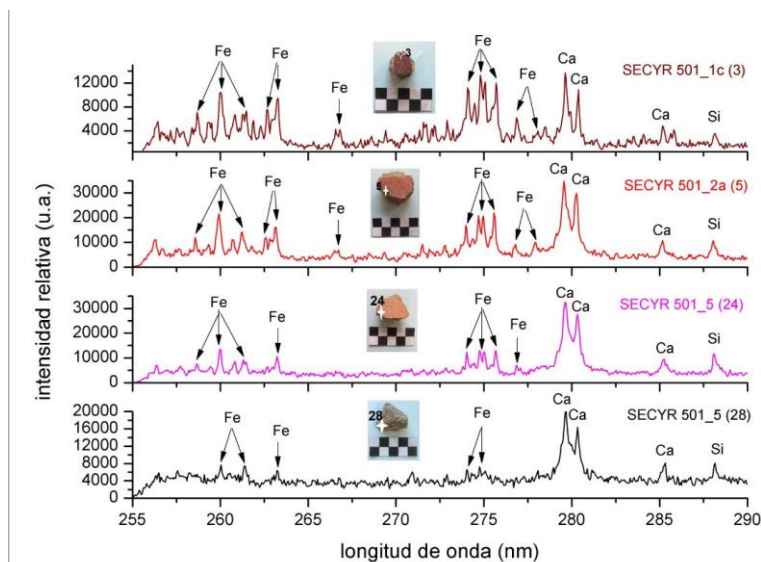 Fe Fe Fe Fe
3
Fe
Ca
Ca
SECYR 501_1c (3)
12000
8000
4000
Fe
Ca
Si
Fe Fe Fe Fe Fe
5
Ca
Ca
SECYR 501_2a (5)
30000
20000
10000
0
Ca
Si
Fe Fe Fe Fe
24
Ca
Ca
SECYR 501_5 (24)
30000
20000
10000
0
Ca
Si
Fe Fe Fe
28
Ca
Ca
SECYR 501_5 (28)
20000
16000
12000
8000
4000
0
Ca
Si
intensidad relativa (u.a.)
255 260 265 270 275 280 285 290
longitud de onda (nm)